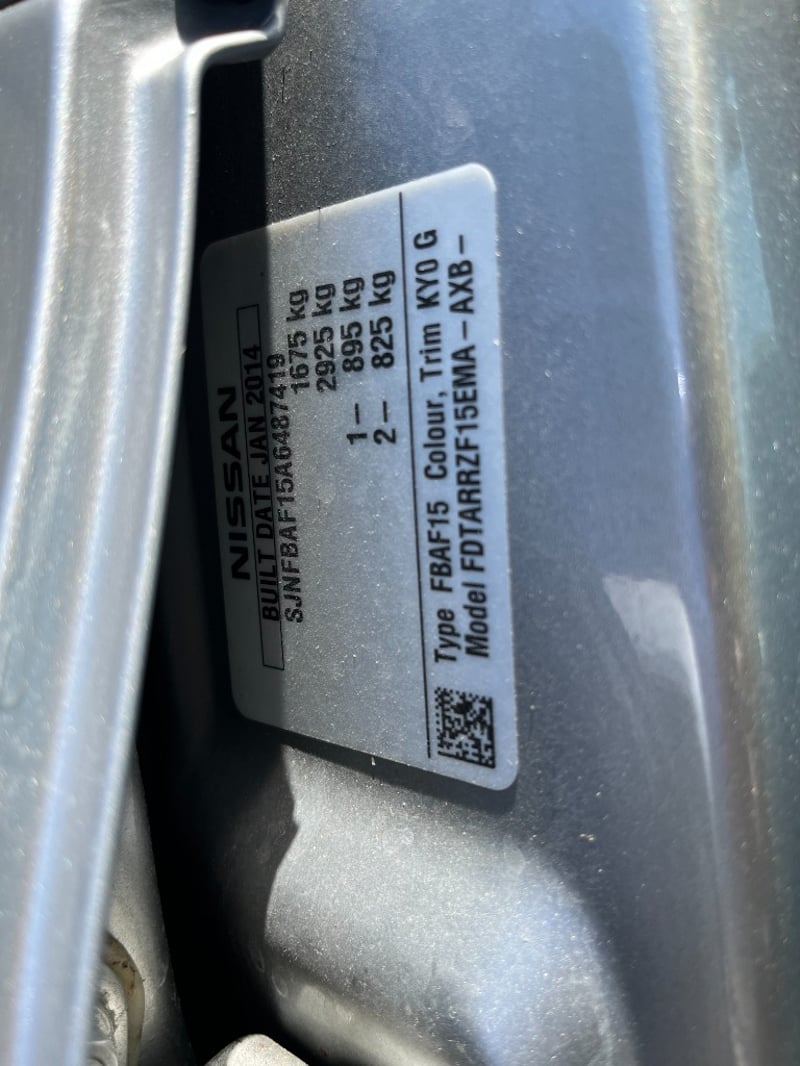 NISSAN
BUILT DATE JAN 2014
SJNFBAF15A6487419
1675 kg
2925 kg
1– 895 kg
2– 825 kg
Type FBAF15 Colour, Trim KY0 G
Model FDTARRZF15EMA–AXB–